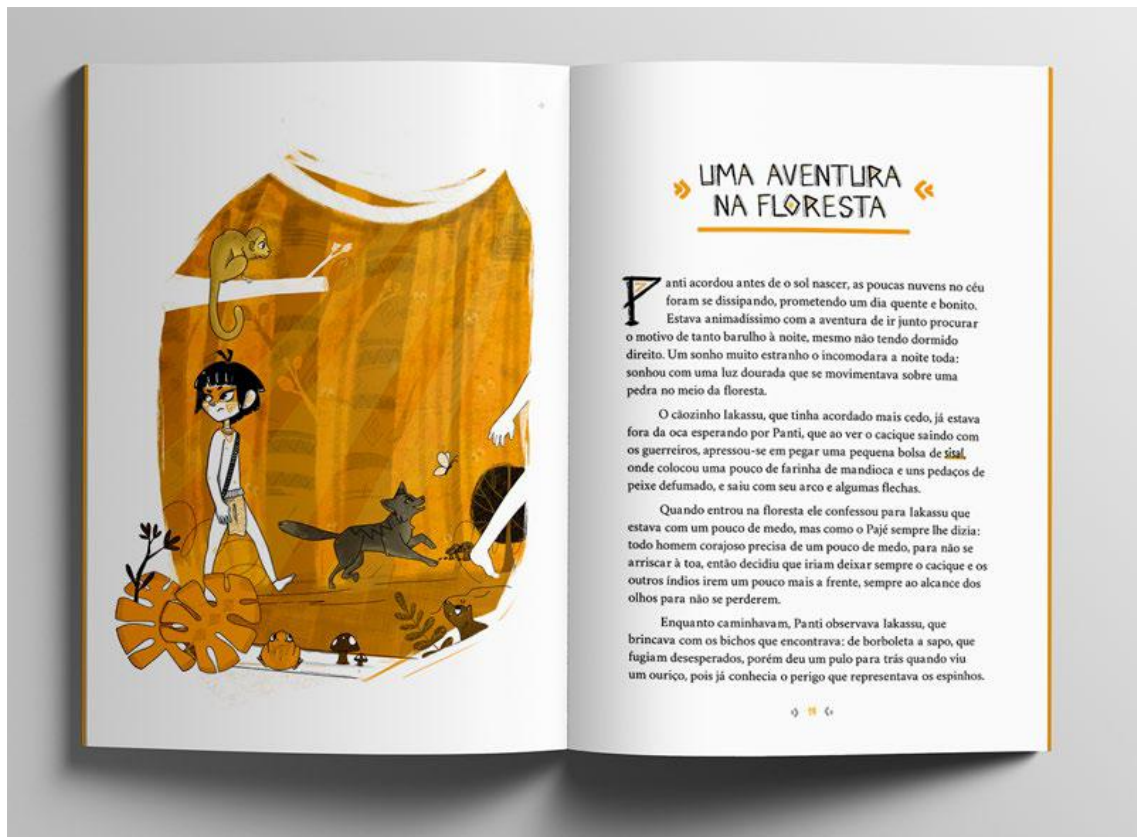 UMA AVENTURA
NA FLORESTA
Panti acordou antes de o sol nascer, as poucas nuvens no céu
foram se dissipando, prometendo um dia quente e bonito.
Estava animadíssimo com a aventura de ir junto procurar
o motivo de tanto barulho à noite, mesmo não tendo dormido
direito. Um sonho muito estranho o incomodara a noite toda:
sonhou com uma luz dourada que se movimentava sobre uma
pedra no meio da floresta.
O cãozinho Iakassu, que tinha acordado mais cedo, já estava
fora da oca esperando por Panti, que ao ver o cacique saindo com
os guerreiros, apressou-se em pegar uma pequena bolsa de sisal,
onde colocou uma pouco de farinha de mandioca e uns pedaços de
peixe defumado, e saiu com seu arco e algumas flechas.
Quando entrou na floresta ele confessou para Iakassu que
estava com um pouco de medo, mas como o Pajé sempre lhe dizia:
todo homem corajoso precisa de um pouco de medo, para não se
arriscar à toa, então decidiu que iriam deixar sempre o cacique e os
outros índios irem um pouco mais a frente, sempre ao alcance dos
olhos para não se perderem.
Enquanto caminhavam, Panti observava Iakassu, que
brincava com os bichos que encontrava: de borboleta a sapo, que
fugiam desesperados, porém deu um pulo para trás quando viu
um ouriço, pois já conhecia o perigo que representava os espinhos.